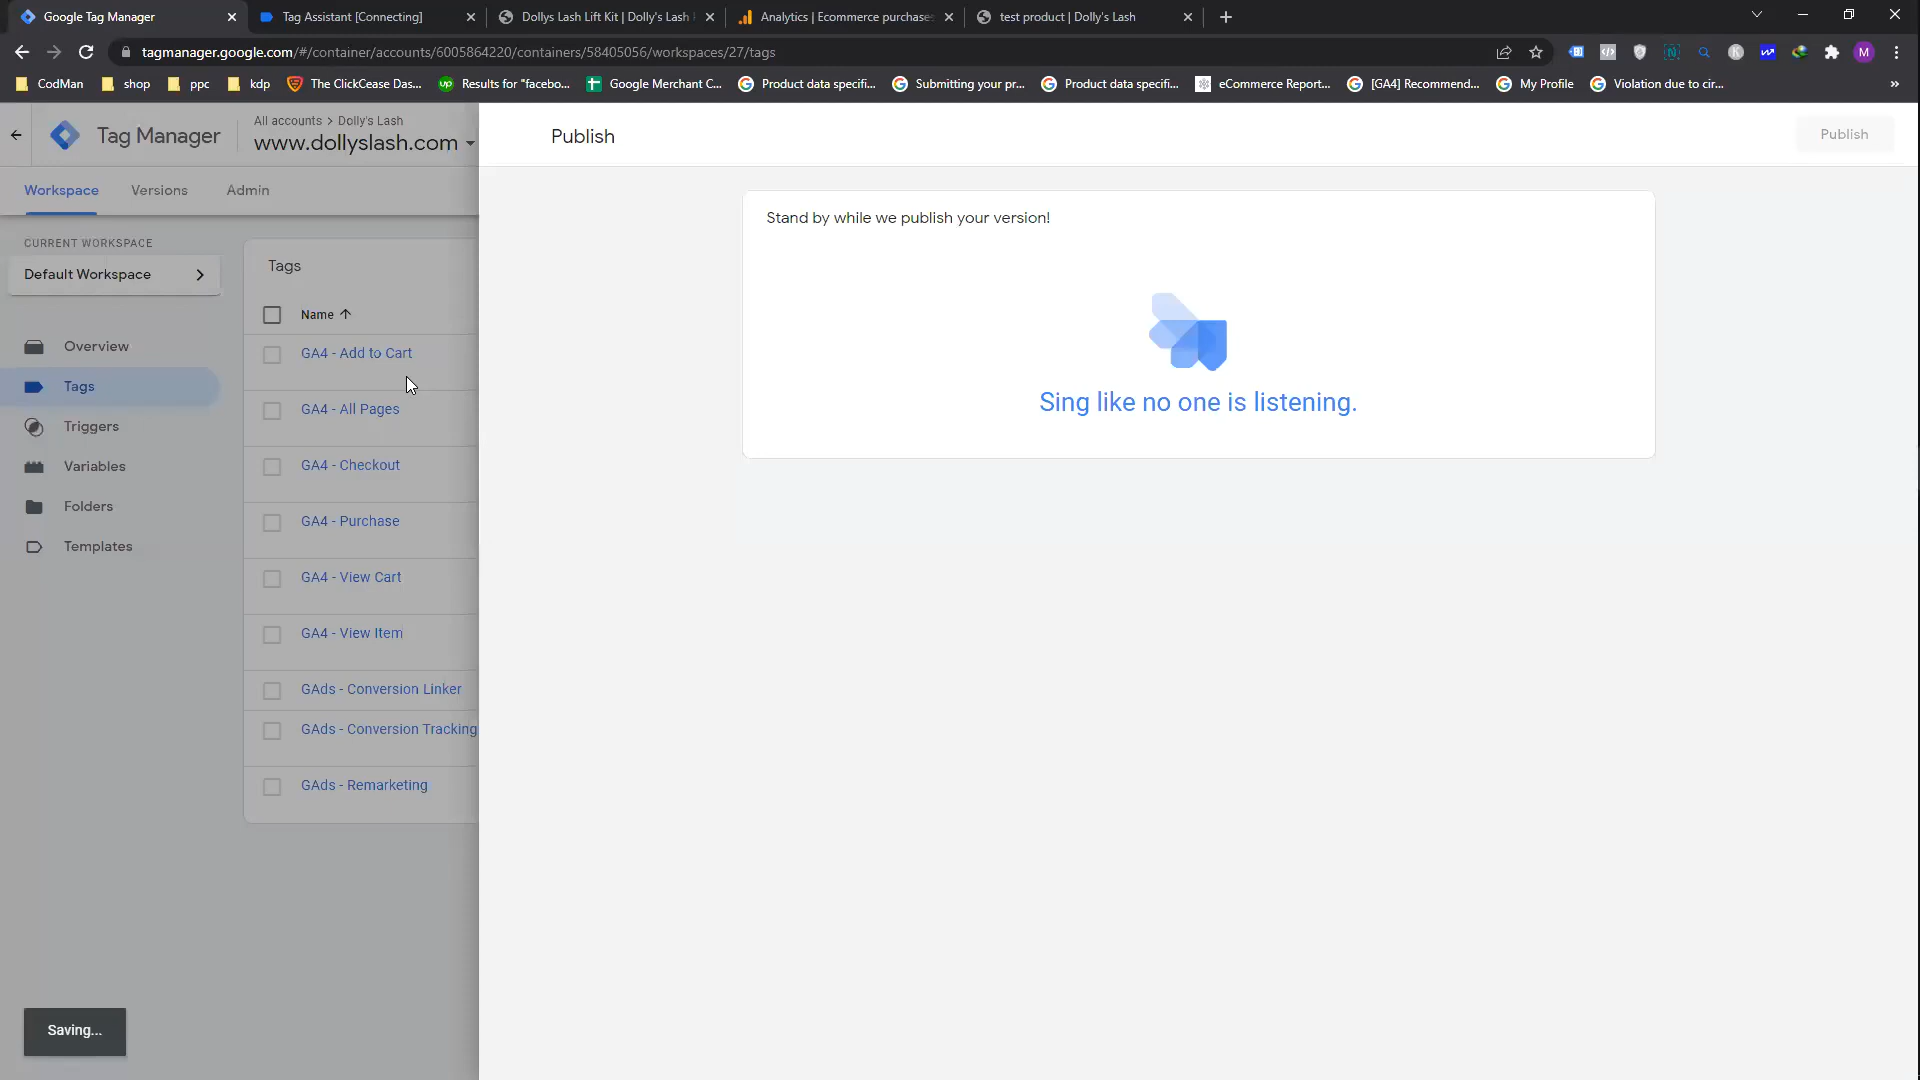 Google Tag Manager
Tag Assistant [Connecting]
Dollys Lash Lift Kit | Dolly's Lash
Analytics | Ecommerce purchase
test product | Dolly's Lash
tagmanager.google.com/#/container/accounts/6005864220/containers/58405056/workspaces/27/tags
M
CodMan
shop
ppc
kdp
The ClickCease Das...
up
Results for "facebo...
Google Merchant C...
Product data specifi...
Submitting your pr...
Product data specifi...
eCommerce Report...
[GA4] Recommend...
My Profile
Violation due to cir...
»
Tag Manager
All accounts > Dolly's Lash
www.dollyslash.com
Publish
Publish
Workspace
Versions
Admin
CURRENT WORKSPACE
Default Workspace
Overview
Tags
Triggers
Variables
Folders
Templates
Tags
Name
GA4 - Add to Cart
GA4 - All Pages
GA4 - Checkout
GA4 - Purchase
GA4 - View Cart
GA4 - View Item
GAds - Conversion Linker
GAds - Conversion Tracking
GAds - Remarketing
Stand by while we publish your version!
Sing like no one is listening.
Saving...